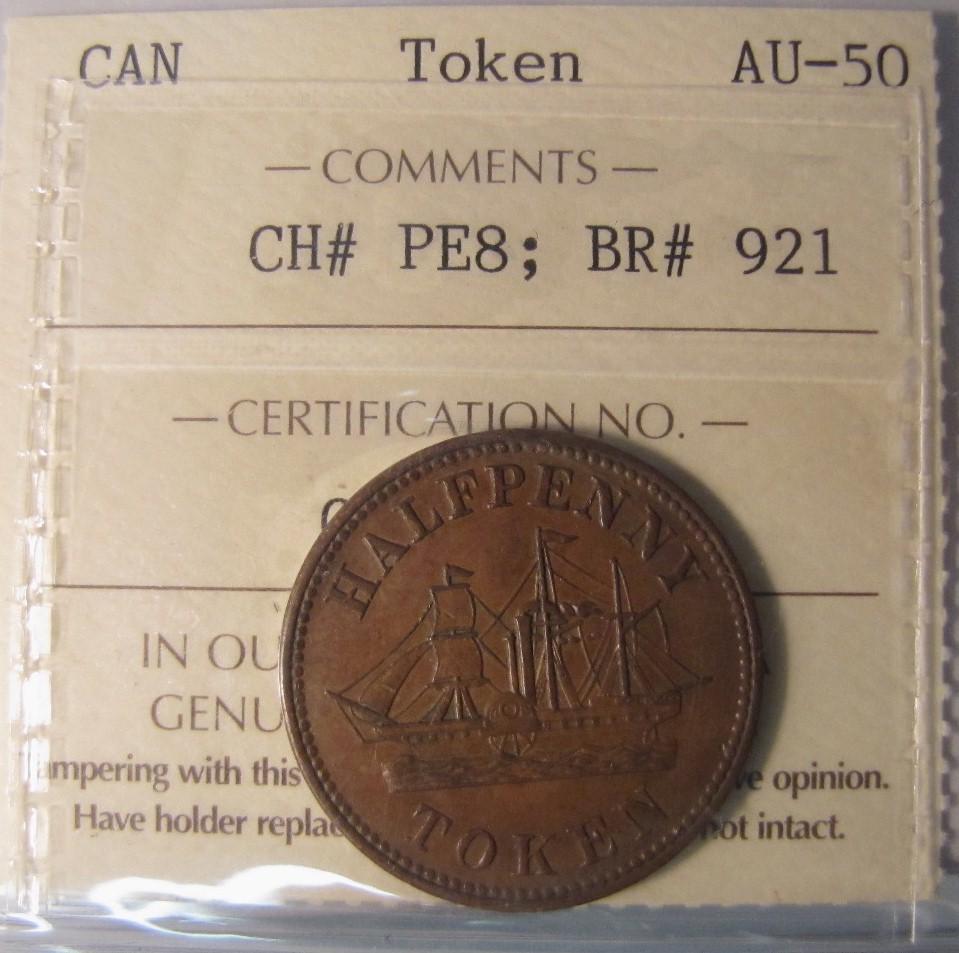 CAN Token AU-50
— COMMENTS —
CH# PE8; BR# 921
— CERTIFICATION NO. —
HALFPENNY
TOKEN
IN OU
GENU
Tampering with this ve opinion.
Have holder replac not intact.